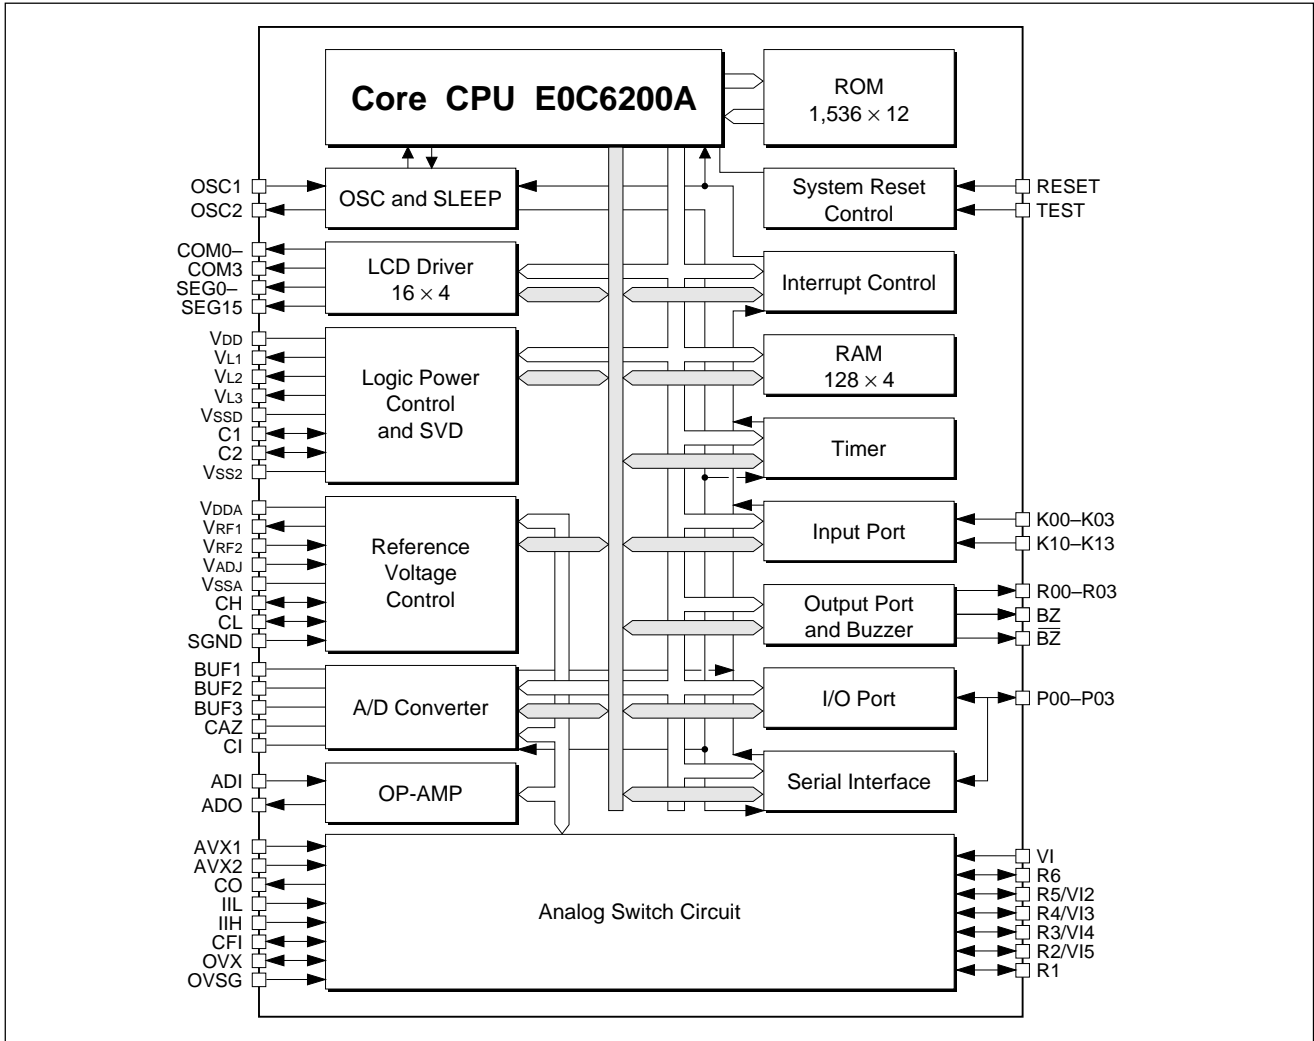 Core CPU E0C6200A
ROM
1,536 × 12
OSC1
OSC2
OSC and SLEEP
System Reset
Control
RESET
TEST
COM0–
COM3
SEG0–
SEG15
LCD Driver
16 × 4
Interrupt Control
VDD
VL1
VL2
VL3
VSSD
C1
C2
VSS2
Logic Power
Control
and SVD
RAM
128 × 4
Timer
VDDA
VRF1
VRF2
VADJ
VSSA
CH
CL
SGND
Reference
Voltage
Control
Input Port
K00–K03
K10–K13
Output Port
and Buzzer
R00–R03
BZ
B̅Z̅
BUF1
BUF2
BUF3
CAZ
CI
A/D Converter
I/O Port
P00–P03
ADI
ADO
OP-AMP
Serial Interface
AVX1
AVX2
CO
IIL
IIH
CFI
OVX
OVSG
Analog Switch Circuit
VI
R6
R5/VI2
R4/VI3
R3/VI4
R2/VI5
R1